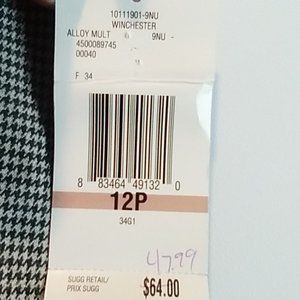 10111901-9NU
WINCHESTER
ALLOY MULT 6 9NU -
4500089745
00040 M
F 34
8 83464 49132 0
12P
34G1
47.99
SUGG RETAIL/
PRIX SUGG $64.00